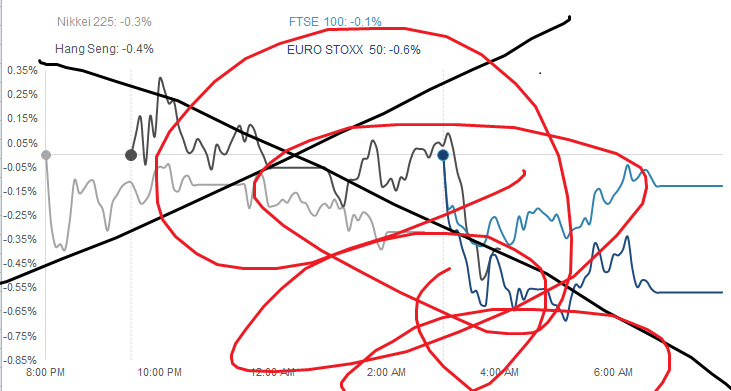 Nikkei 225: -0.3%
FTSE 100: -0.1%
Hang Seng: -0.4%
EURO STOXX 50: -0.6%
0.35%
0.25%
0.15%
0.05%
-0.05%
-0.15%
-0.25%
-0.35%
-0.45%
-0.55%
-0.65%
-0.75%
-0.85%
8:00 PM
10:00 PM
12:00 AM
2:00 AM
4:00 AM
6:00 AM